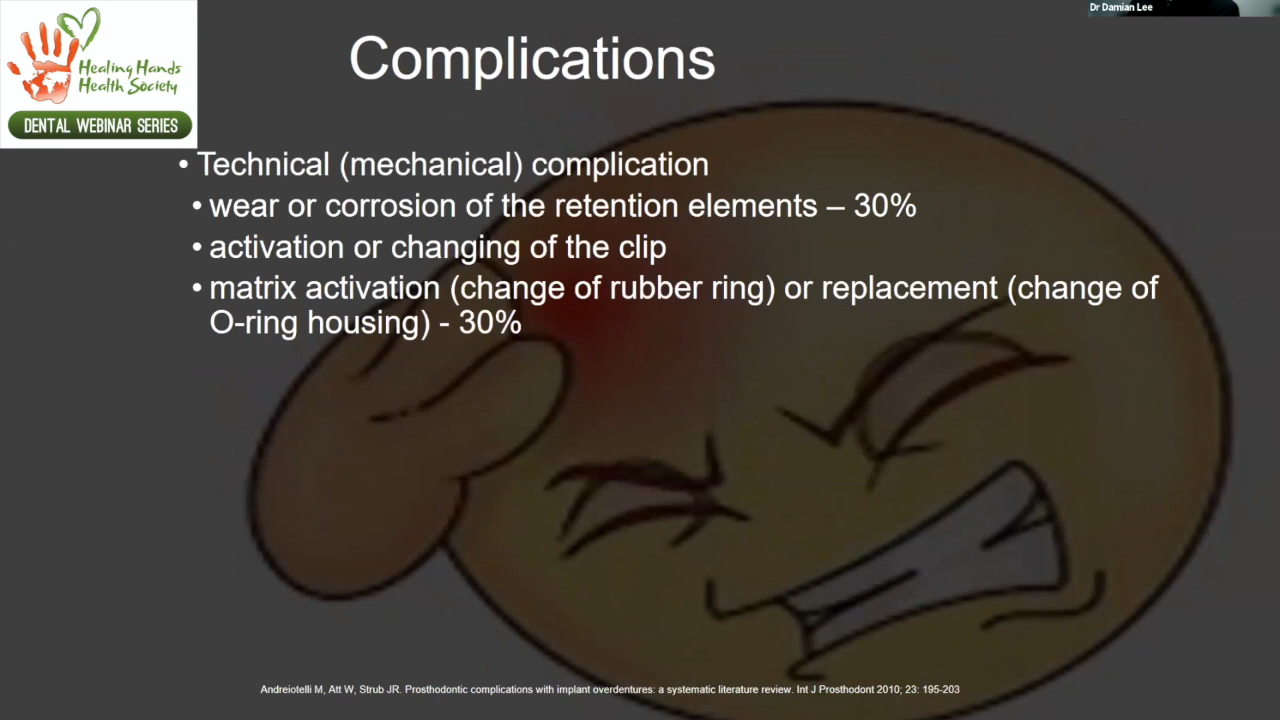 Dr Damian Lee
Healing Hands
Health Society
DENTAL WEBINAR SERIES
Complications
• Technical (mechanical) complication
• wear or corrosion of the retention elements – 30%
• activation or changing of the clip
• matrix activation (change of rubber ring) or replacement (change of
O-ring housing) - 30%
Andreiotelli M, Att W, Strub JR. Prosthodontic complications with implant overdentures: a systematic literature review. Int J Prosthodont 2010; 23: 195-203